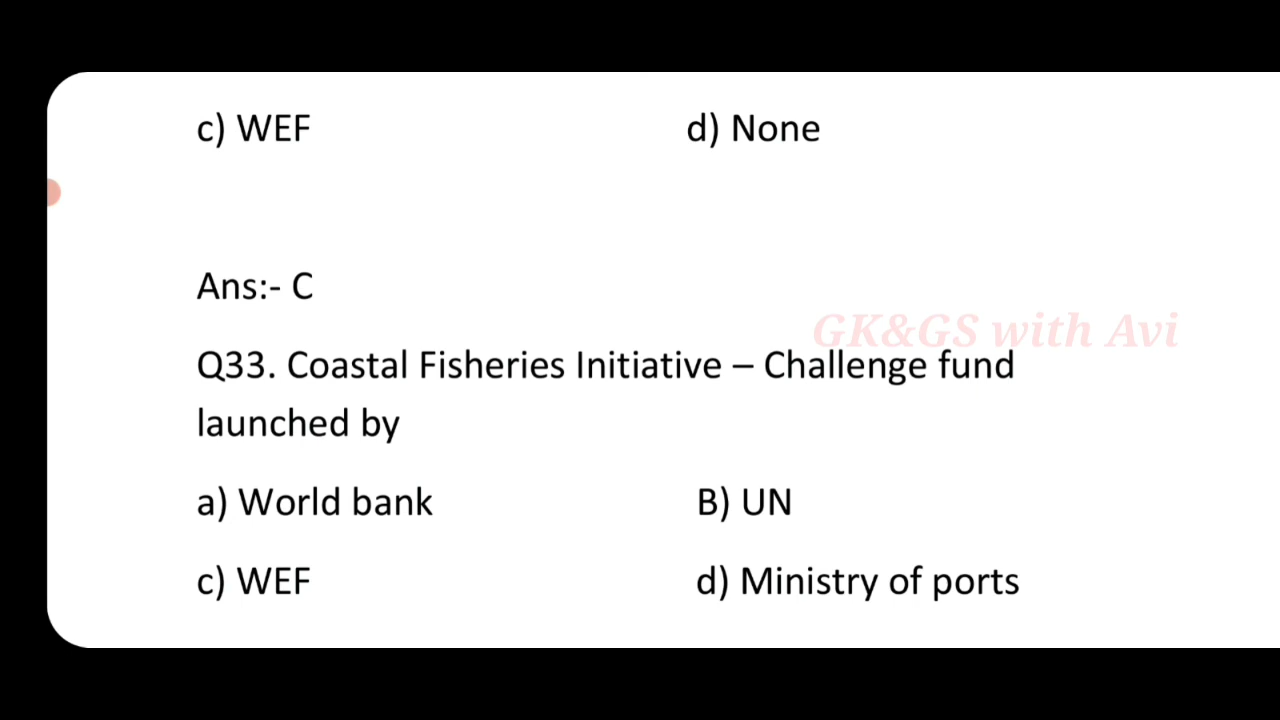 c) WEF d) None
Ans:- C
GK&GS with Avi
Q33. Coastal Fisheries Initiative – Challenge fund
launched by
a) World bank B) UN
c) WEF d) Ministry of ports